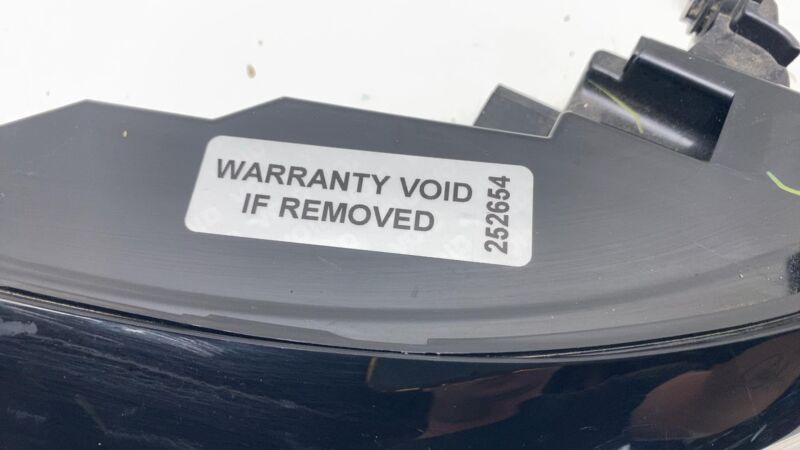 WARRANTY VOID
IF REMOVED
252654